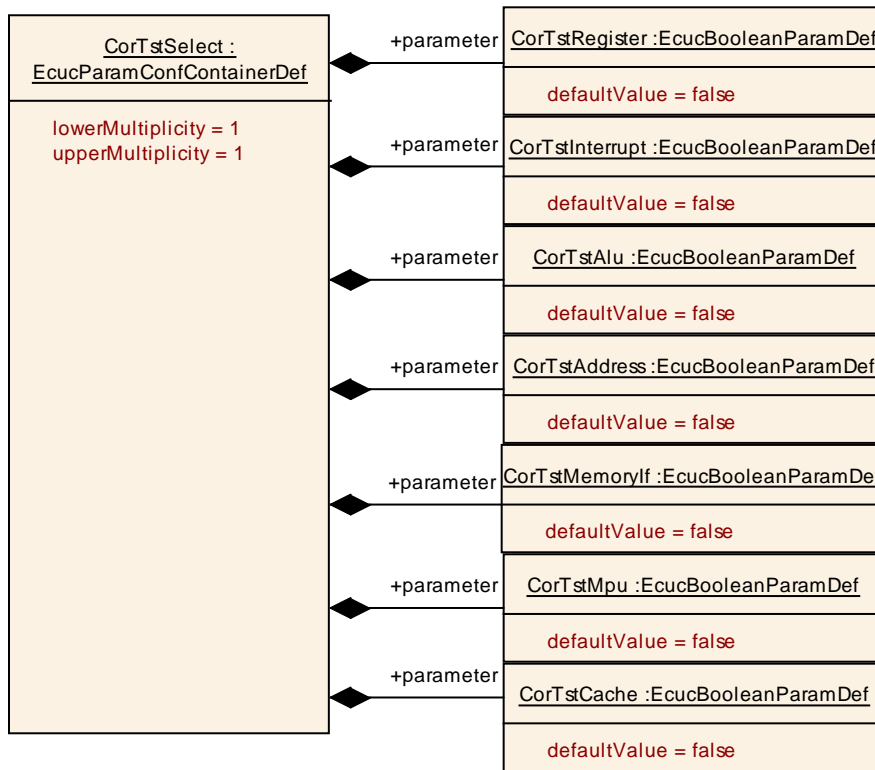 CorTstSelect :
EcucParamConfContainerDef
lowerMultiplicity = 1
upperMultiplicity = 1
+parameter
CorTstRegister :EcucBooleanParamDef
defaultValue = false
+parameter
CorTstInterrupt :EcucBooleanParamDef
defaultValue = false
+parameter
CorTstAlu :EcucBooleanParamDef
defaultValue = false
+parameter
CorTstAddress :EcucBooleanParamDef
defaultValue = false
+parameter
CorTstMemoryIf :EcucBooleanParamDe
defaultValue = false
+parameter
CorTstMpu :EcucBooleanParamDef
defaultValue = false
+parameter
CorTstCache :EcucBooleanParamDef
defaultValue = false